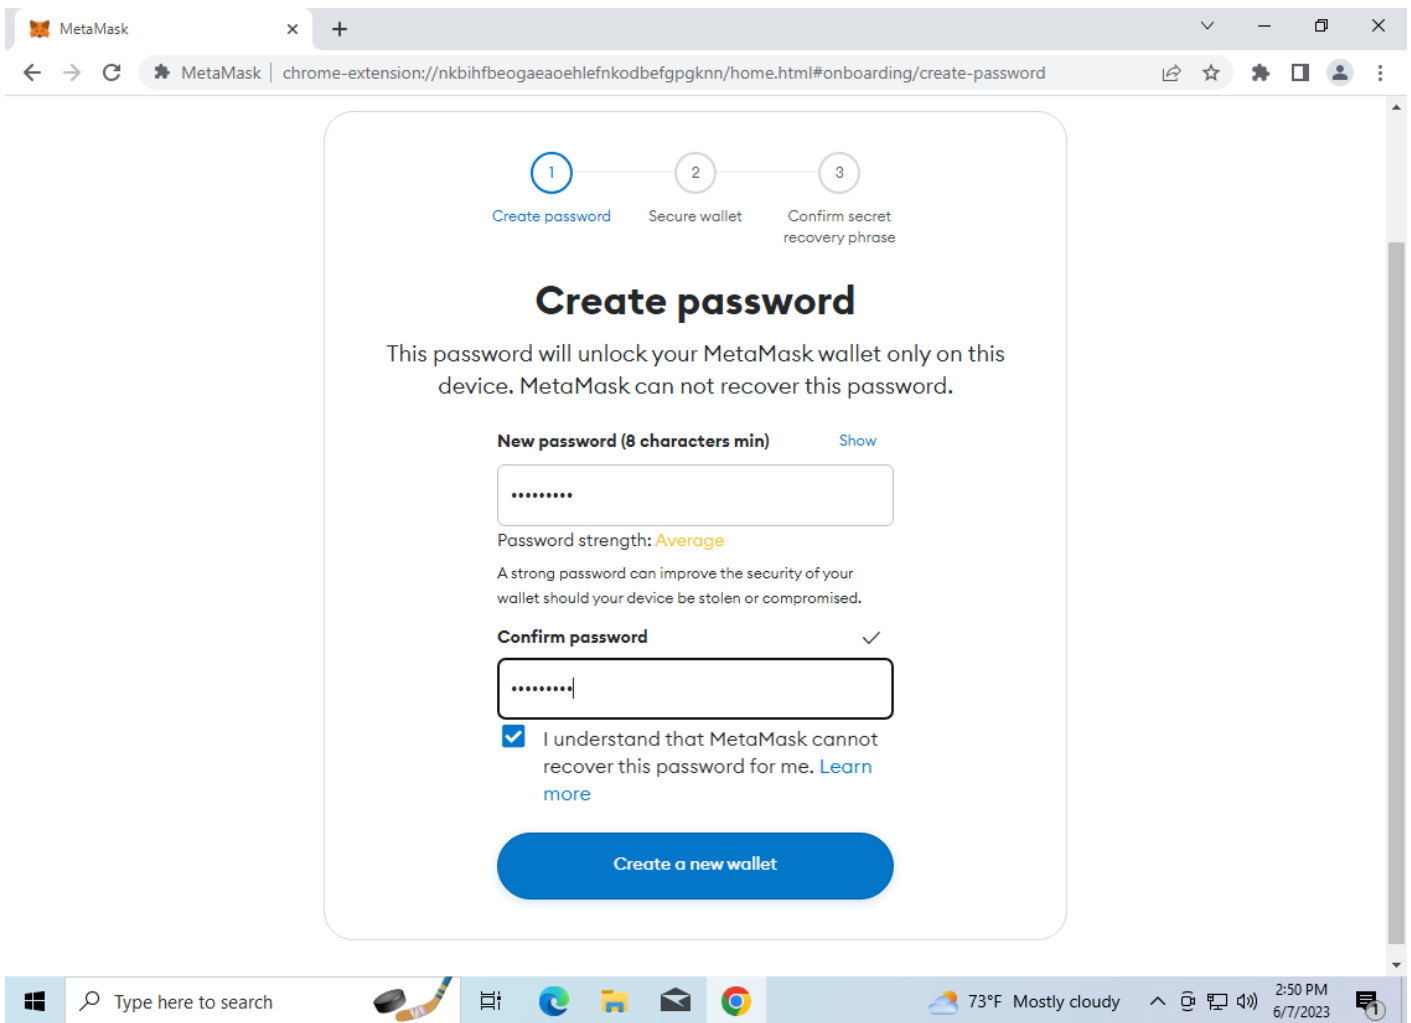 MetaMask
MetaMask | chrome-extension://nkbihfbeogaeaoehlefnkodbefgpgknn/home.html#onboarding/create-password
1 2 3
Create password Secure wallet Confirm secret
recovery phrase
Create password
This password will unlock your MetaMask wallet only on this
device. MetaMask can not recover this password.
New password (8 characters min) Show
•••••••••
Password strength: Average
A strong password can improve the security of your
wallet should your device be stolen or compromised.
Confirm password
•••••••••
I understand that MetaMask cannot
recover this password for me. Learn
more
Create a new wallet
Type here to search
73°F Mostly cloudy
2:50 PM
6/7/2023
1